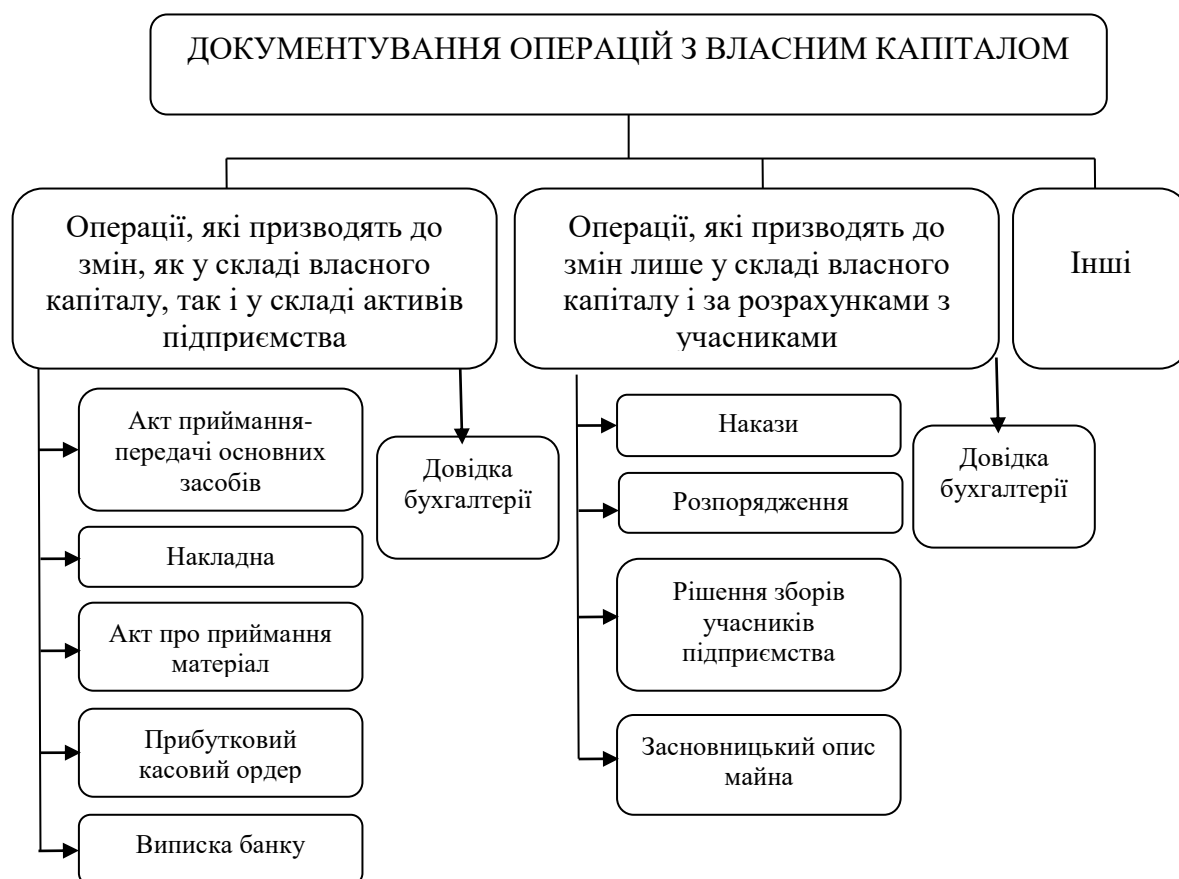 ДОКУМЕНТУВАННЯ ОПЕРАЦІЙ З ВЛАСНИМ КАПІТАЛОМ
Операції, які призводять до
змін, як у складі власного
капіталу, так і у складі активів
підприємства
Операції, які призводять до
змін лише у складі власного
капіталу і за розрахунками з
учасниками
Інші
Акт приймання-
передачі основних
засобів
Накладна
Акт про приймання
матеріал
Прибутковий
касовий ордер
Виписка банку
Довідка
бухгалтерії
Накази
Розпорядження
Рішення зборів
учасників
підприємства
Засновницький опис
майна
Довідка
бухгалтерії